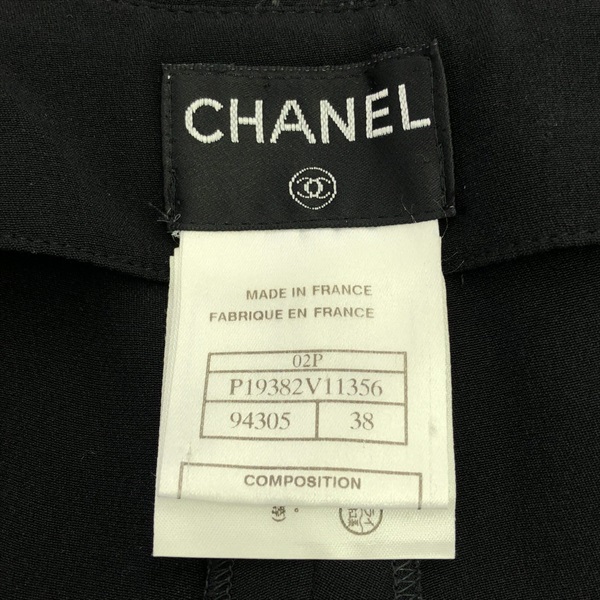 CHANEL
MADE IN FRANCE
FABRIQUE EN FRANCE
02P
P19382V11356
94305 38
COMPOSITION